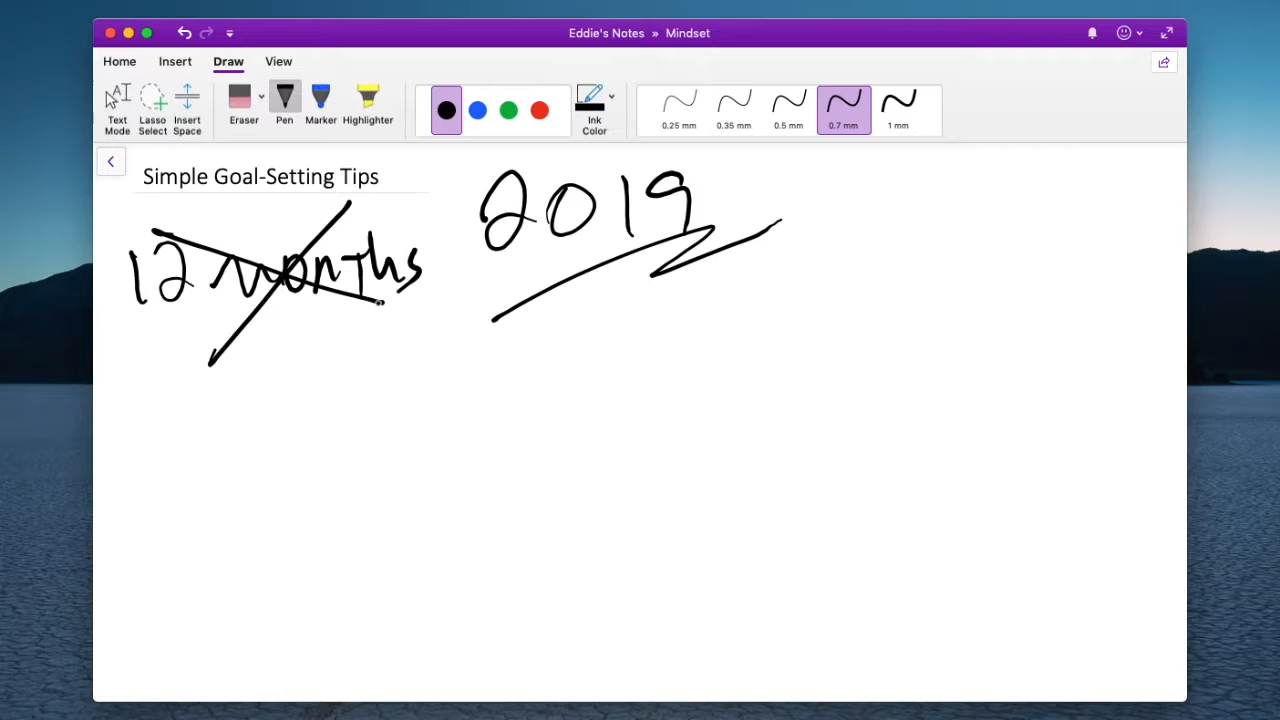 Eddie's Notes » Mindset
Home Insert Draw View
Text Mode
Lasso Select
Insert Space
Eraser
Pen
Marker
Highlighter
Ink Color
0.25 mm
0.35 mm
0.5 mm
0.7 mm
1 mm
Simple Goal-Setting Tips
2019
12 months